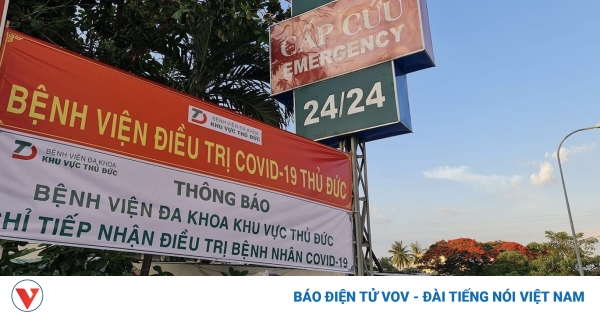 CẤP CỨU
EMERGENCY
24/24
BỆNH VIỆN ĐA KHOA
KHU VỰC THỦ ĐỨC
BỆNH VIỆN ĐIỀU TRỊ COVID-19 THỦ ĐỨC
BỆNH VIỆN ĐA KHOA
KHU VỰC THỦ ĐỨC
THÔNG BÁO
BỆNH VIỆN ĐA KHOA KHU VỰC THỦ ĐỨC
CHỈ TIẾP NHẬN ĐIỀU TRỊ BỆNH NHÂN COVID-19
BÁO ĐIỆN TỬ VOV - ĐÀI TIẾNG NÓI VIỆT NAM